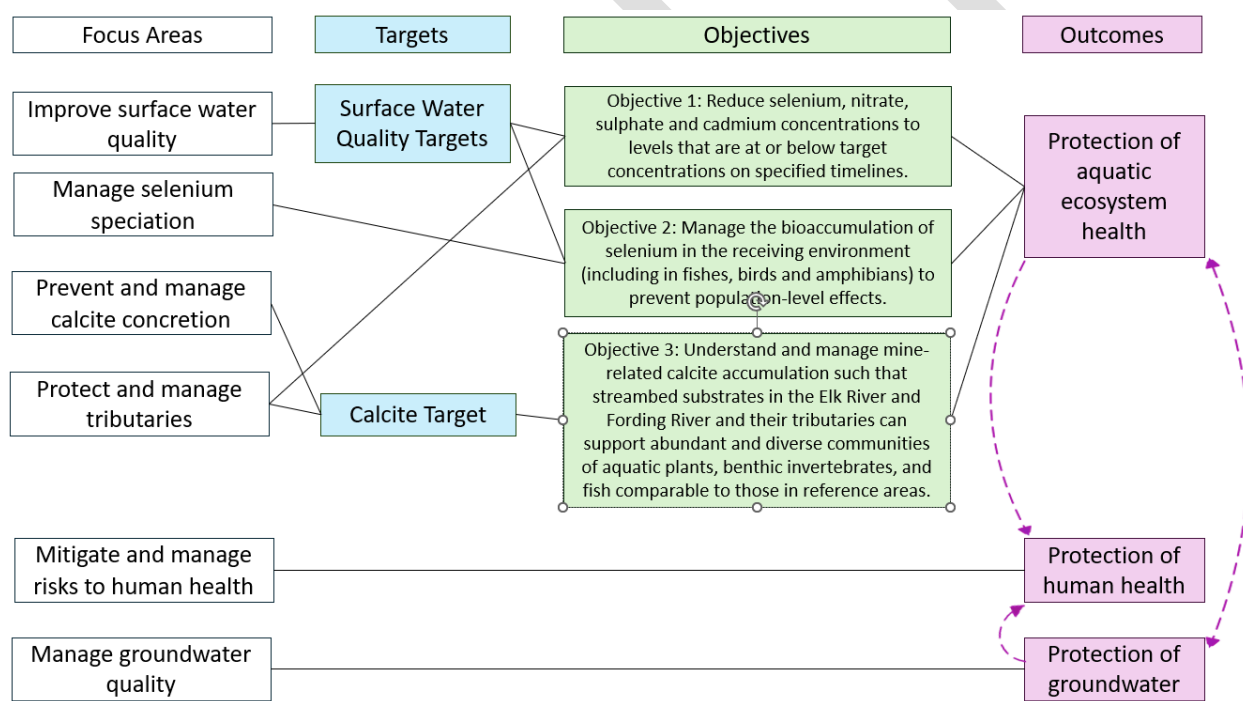 Focus Areas
Targets
Objectives
Outcomes
Improve surface water
quality
Surface Water
Quality Targets
Objective 1: Reduce selenium, nitrate,
sulphate and cadmium concentrations to
levels that are at or below target
concentrations on specified timelines.
Protection of
aquatic
ecosystem
health
Manage selenium
speciation
Objective 2: Manage the bioaccumulation of
selenium in the receiving environment
(including in fishes, birds and amphibians) to
prevent population-level effects.
Prevent and manage
calcite concretion
Protect and manage
tributaries
Calcite Target
Objective 3: Understand and manage mine-
related calcite accumulation such that
streambed substrates in the Elk River and
Fording River and their tributaries can
support abundant and diverse communities
of aquatic plants, benthic invertebrates, and
fish comparable to those in reference areas.
Mitigate and manage
risks to human health
Protection of
human health
Manage groundwater
quality
Protection of
groundwater